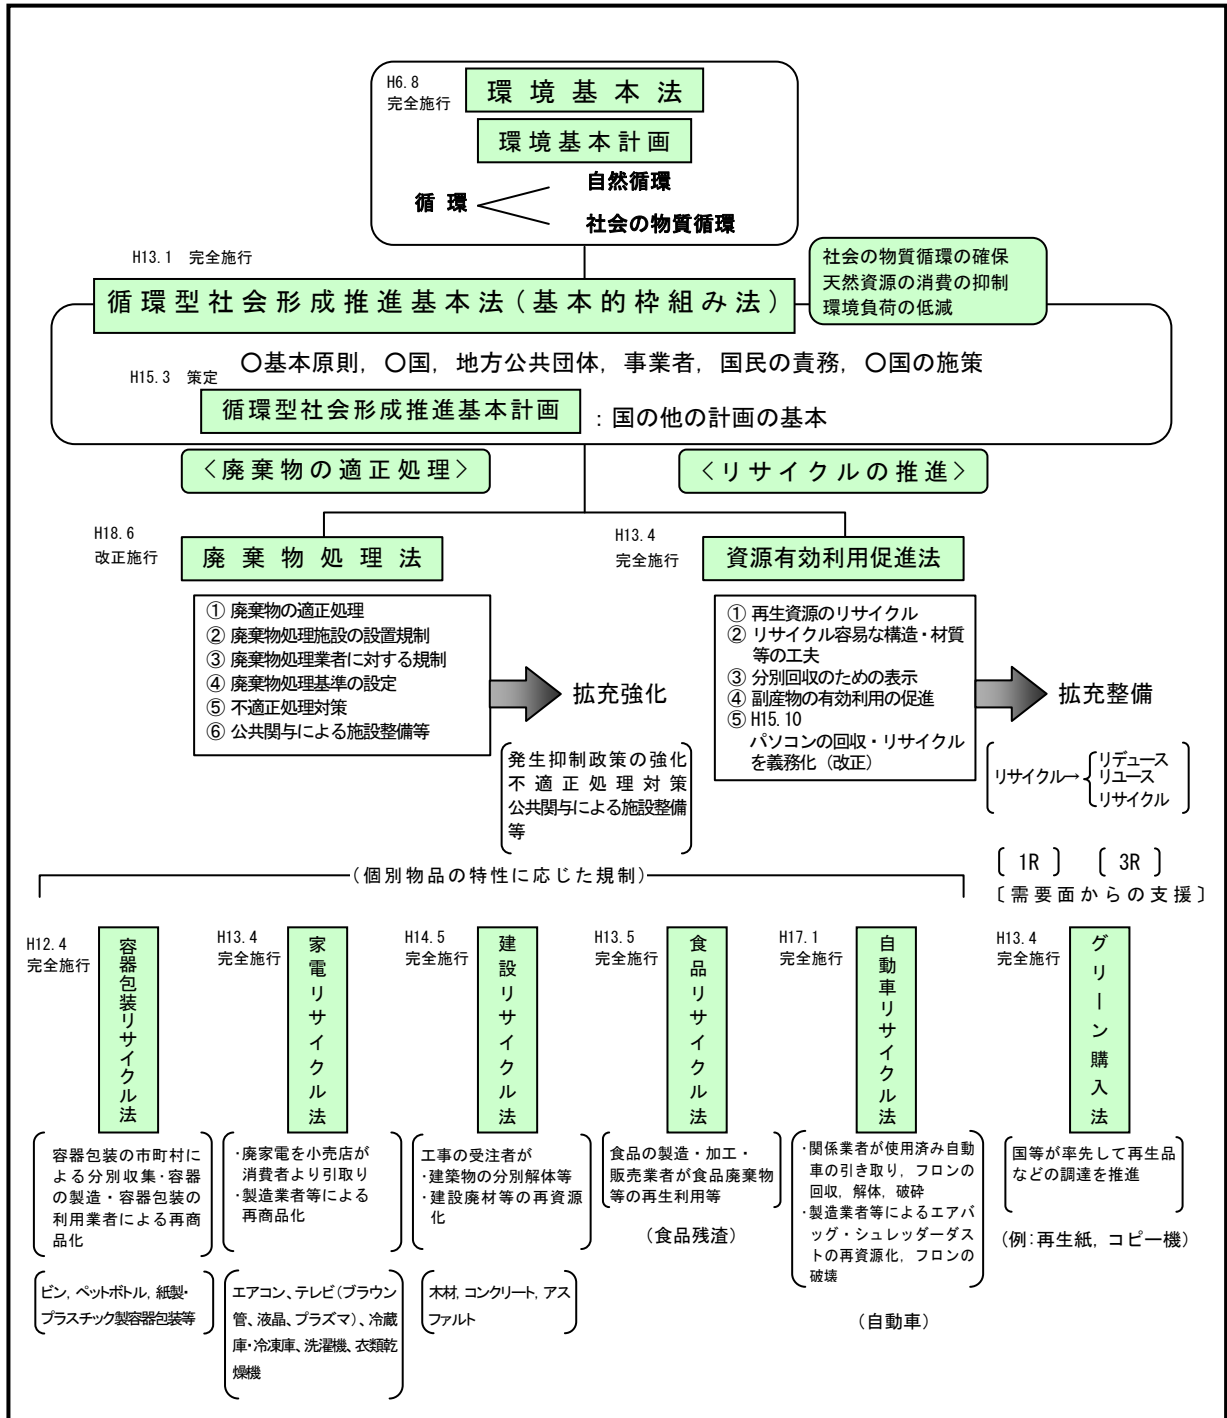 H6.8
完全施行
環境基本法
環境基本計画
循環
自然循環
社会の物質循環
H13.1 完全施行
循環型社会形成推進基本法(基本的枠組み法)
社会の物質循環の確保
天然資源の消費の抑制
環境負荷の低減
○基本原則, ○国, 地方公共団体, 事業者, 国民の責務, ○国の施策
H15.3 策定
循環型社会形成推進基本計画
:国の他の計画の基本
<廃棄物の適正処理>
<リサイクルの推進>
H18.6
改正施行
廃棄物処理法
① 廃棄物の適正処理
② 廃棄物処理施設の設置規制
③ 廃棄物処理業者に対する規制
④ 廃棄物処理基準の設定
⑤ 不適正処理対策
⑥ 公共関与による施設整備等
拡充強化
発生抑制政策の強化
不適正処理対策
公共関与による施設整備
等
H13.4
完全施行
資源有効利用促進法
① 再生資源のリサイクル
② リサイクル容易な構造・材質
等の工夫
③ 分別回収のための表示
④ 副産物の有効利用の促進
⑤ H15.10
パソコンの回収・リサイクル
を義務化(改正)
拡充整備
リサイクル→
リデュース
リユース
リサイクル
〔1R〕 〔3R〕
(個別物品の特性に応じた規制)
〔需要面からの支援〕
H12.4
完全施行
容器包装リサイクル法
容器包装の市町村に
よる分別収集・容器
の製造・容器包装の
利用業者による再商
品化
ビン, ペットボトル, 紙製・
プラスチック製容器包装等
H13.4
完全施行
家電リサイクル法
・廃家電を小売店が
消費者より引取り
・製造業者等による
再商品化
エアコン、テレビ(ブラウン
管、液晶、プラズマ)、冷蔵
庫・冷凍庫、洗濯機、衣類乾
燥機
H14.5
完全施行
建設リサイクル法
工事の受注者が
・建築物の分別解体等
・建設廃材等の再資源
化
木材, コンクリート, アス
ファルト
H13.5
完全施行
食品リサイクル法
食品の製造・加工・
販売業者が食品廃棄物
等の再生利用等
(食品残渣)
H17.1
完全施行
自動車リサイクル法
・関係業者が使用済み自動
車の引き取り, フロンの
回収, 解体, 破砕
・製造業者等によるエアバ
ッグ・シュレッダーダス
トの再資源化, フロンの
破壊
(自動車)
H13.4
完全施行
グリーン購入法
国等が率先して再生品
などの調達を推進
(例:再生紙, コピー機)